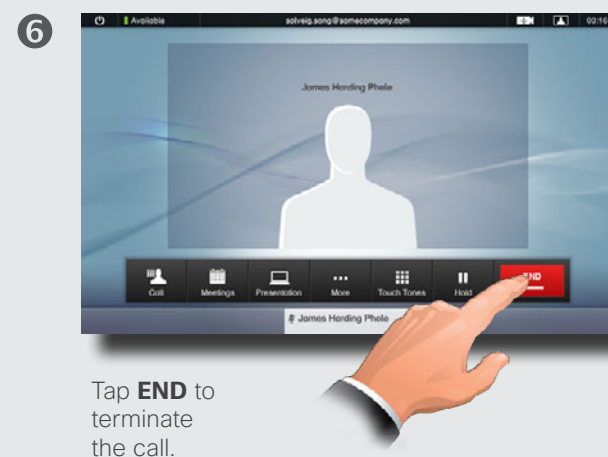 6
Available solveig.song@somecompany.com 03:16
James Harding Phele
Call Meetings Presentation More Touch Tones Hold END
James Harding Phele
Tap END to
terminate
the call.